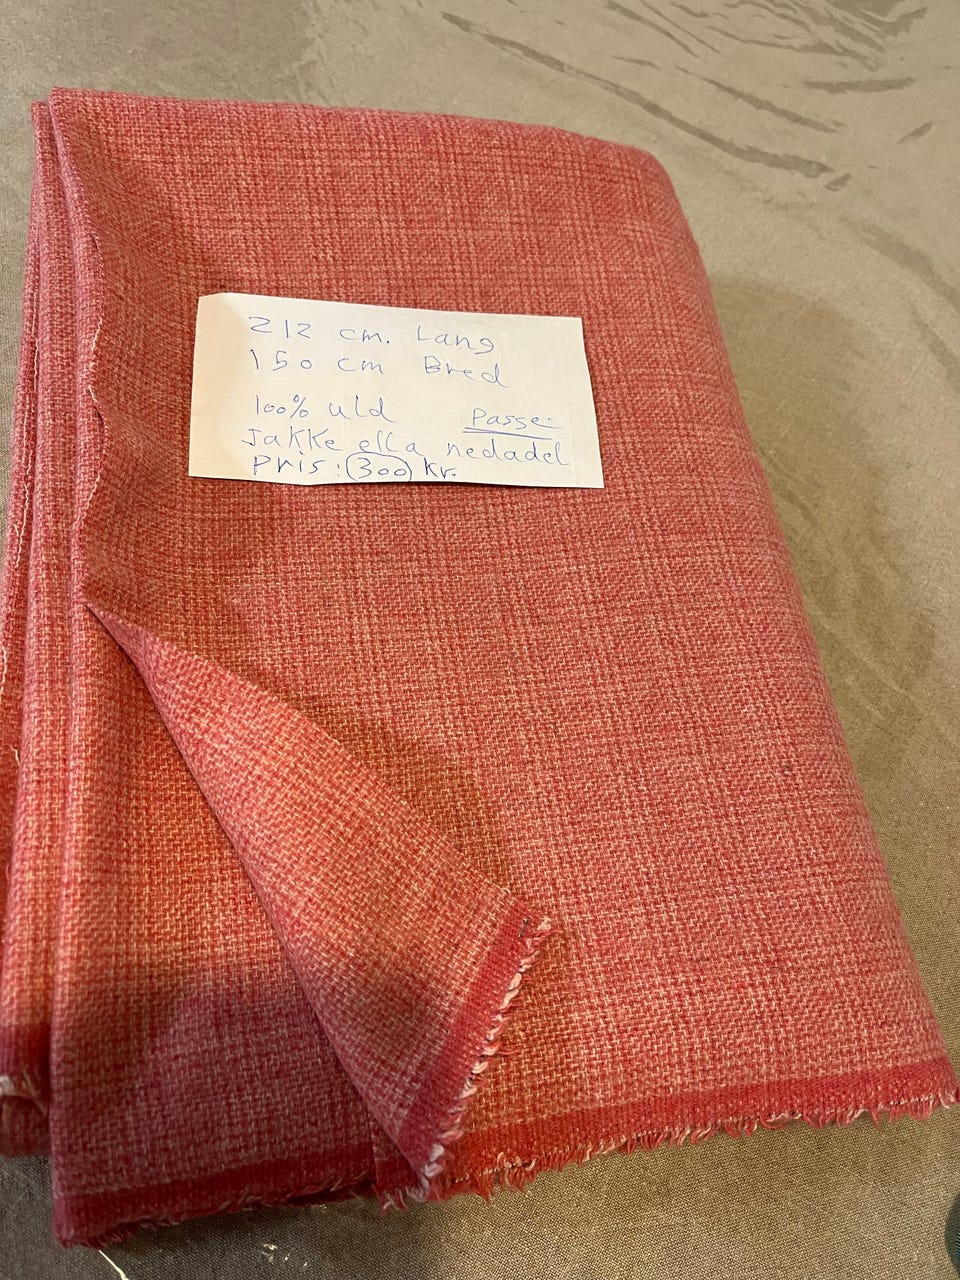 212 cm. Lang
150 cm Bred
100% uld Passe:
Jakke ella nedadel
Pris: (300) Kr.